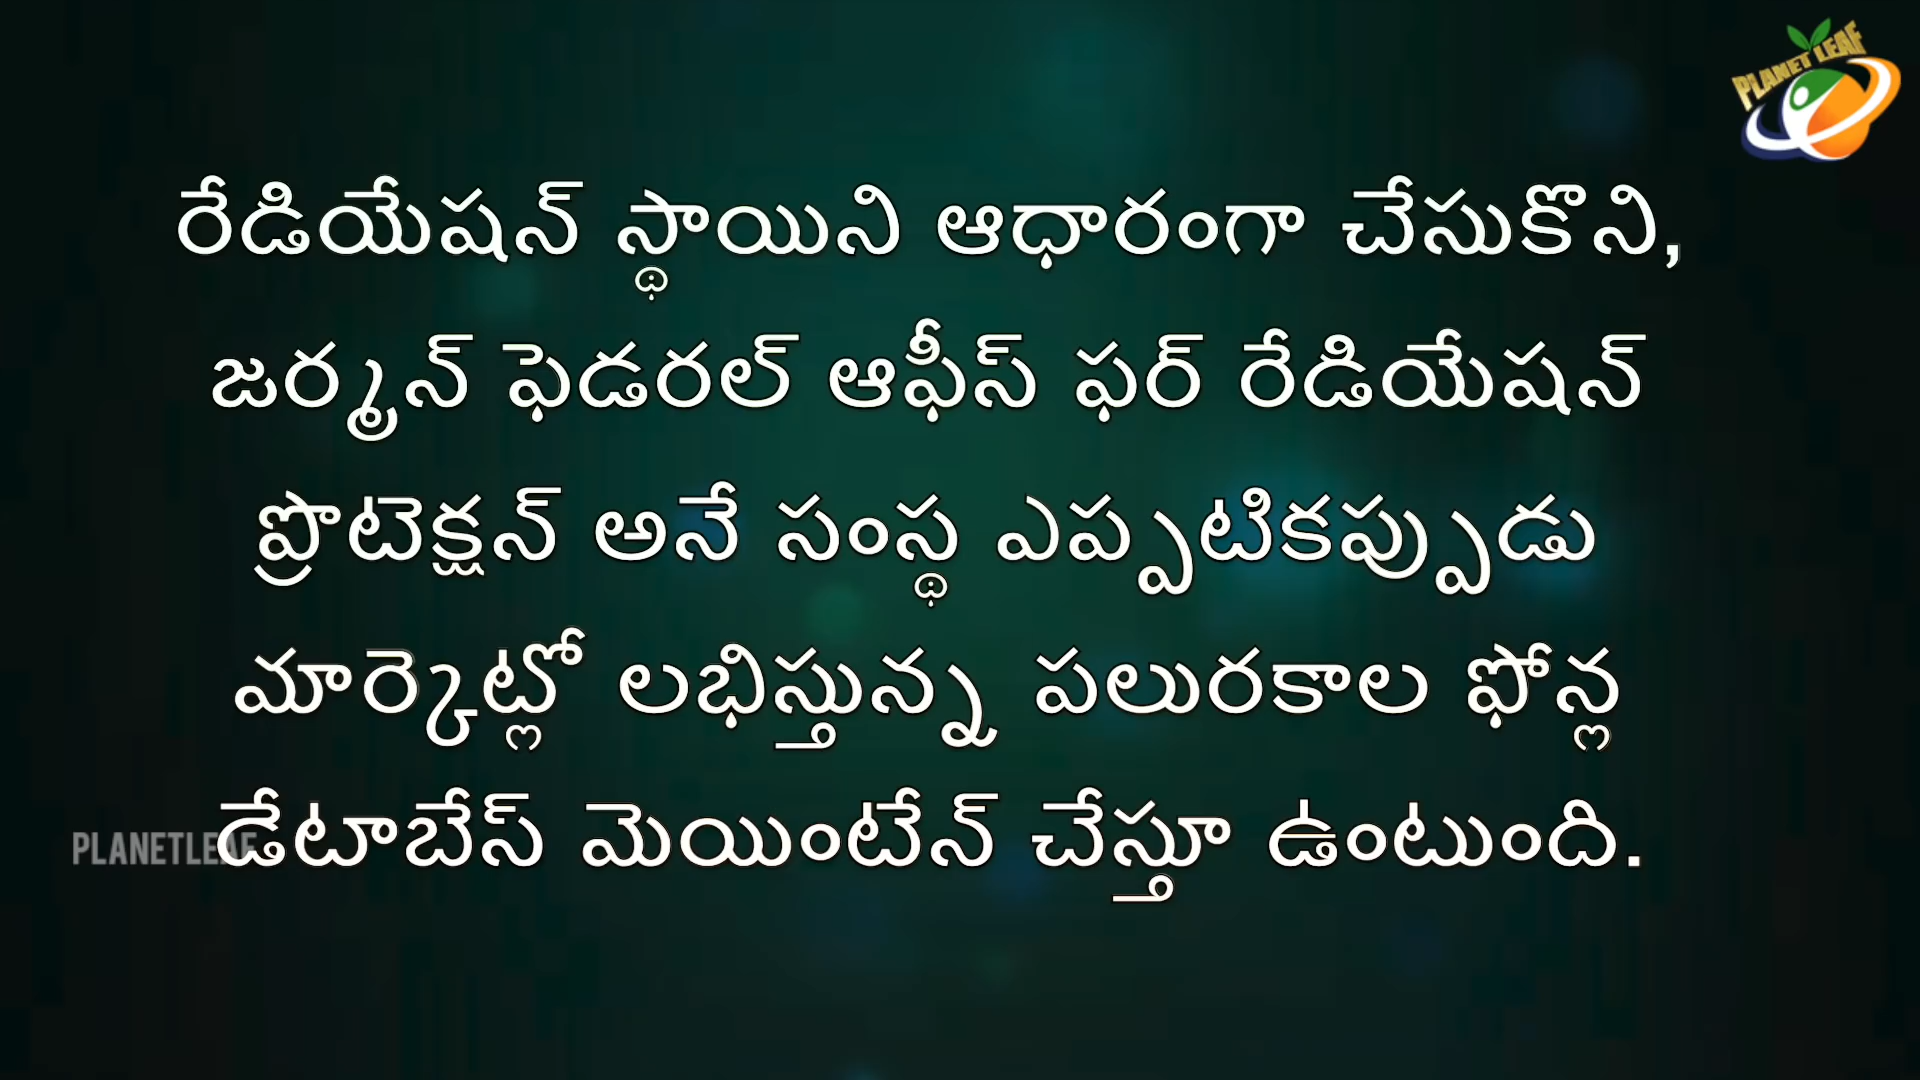 PLANET LEAF
రేడియేషన్ స్థాయిని ఆధారంగా చేసుకొని,
జర్మన్ ఫెడరల్ ఆఫీస్ ఫర్ రేడియేషన్
ప్రొటెక్షన్ అనే సంస్థ ఎప్పటికప్పుడు
మార్కెట్లో లభిస్తున్న పలురకాల ఫోన్ల
డేటాబేస్ మెయింటేన్ చేస్తూ ఉంటుంది.
PLANETLEAF